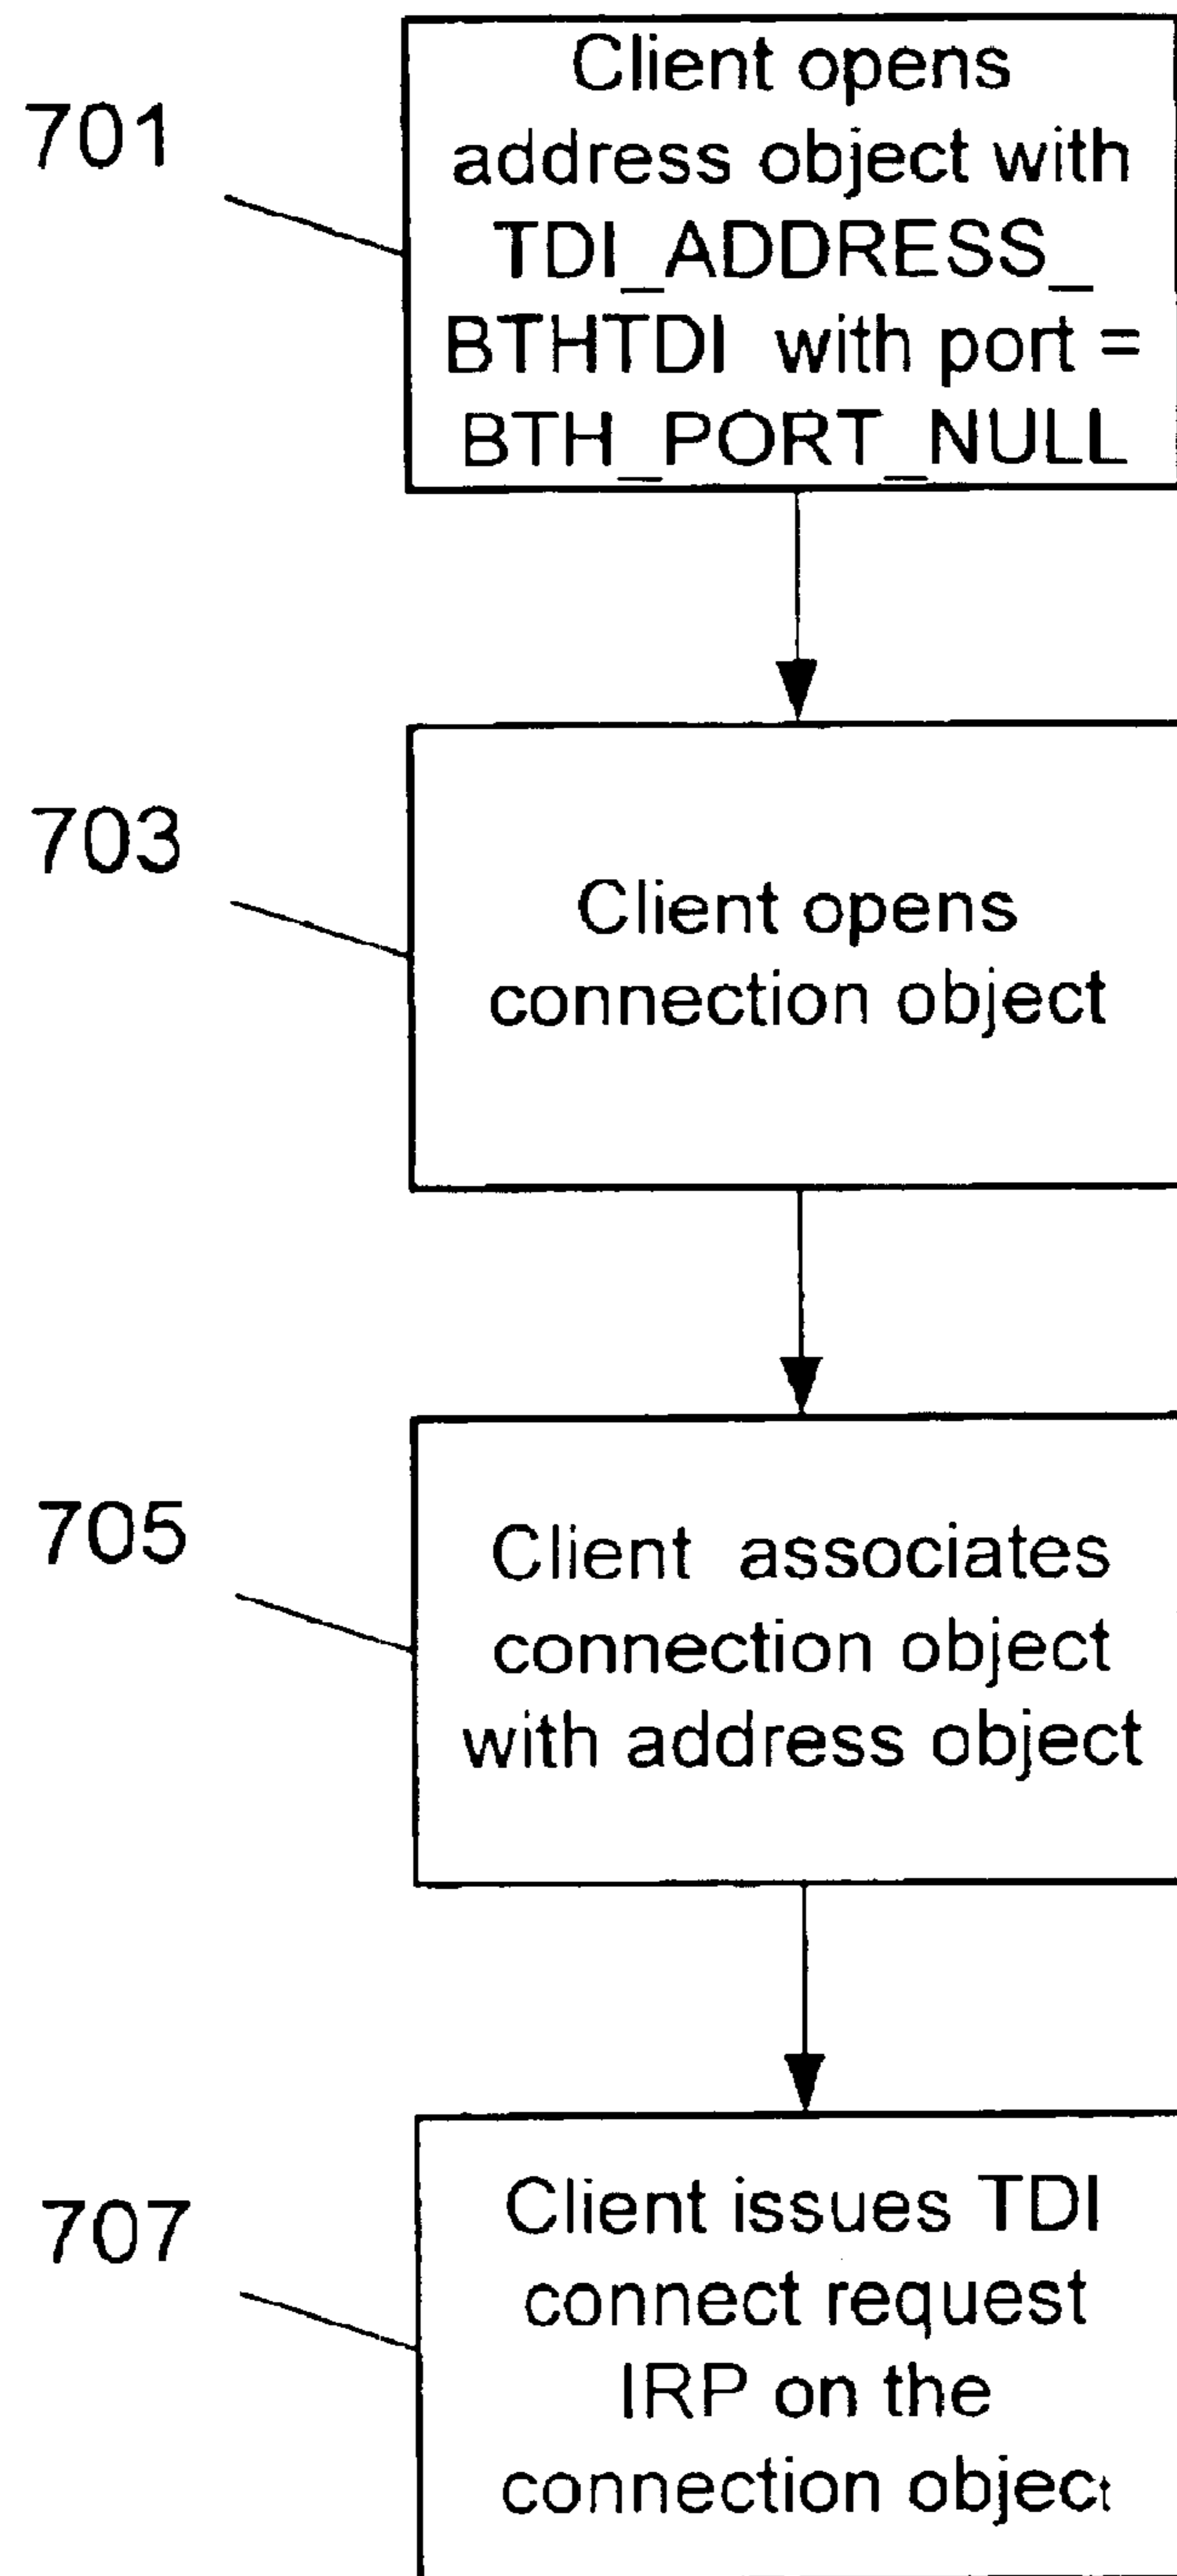 701
Client opens
address object with
TDI_ADDRESS_
BTHTDI with port =
BTH_PORT_NULL
703
Client opens
connection object
705
Client associates
connection object
with address object
707
Client issues TDI
connect request
IRP on the
connection object